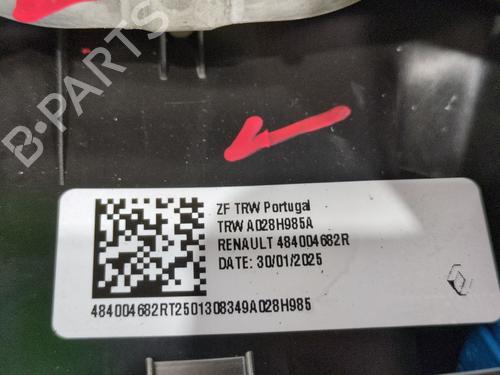 B-PARTS
ZF TRW Portugal
TRW A028H985A
RENAULT 484004682R
DATE: 30/01/2025
484004682RT2501308349A028H985